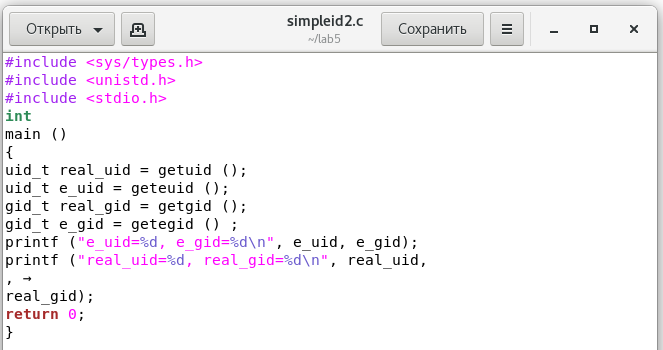 Открыть
simpleid2.c
~/lab5
Сохранить
#include <sys/types.h>
#include <unistd.h>
#include <stdio.h>
int
main ()
{
uid_t real_uid = getuid ();
uid_t e_uid = geteuid ();
gid_t real_gid = getgid ();
gid_t e_gid = getegid () ;
printf ("e_uid=%d, e_gid=%d\n", e_uid, e_gid);
printf ("real_uid=%d, real_gid=%d\n", real_uid,
, →
real_gid);
return 0;
}